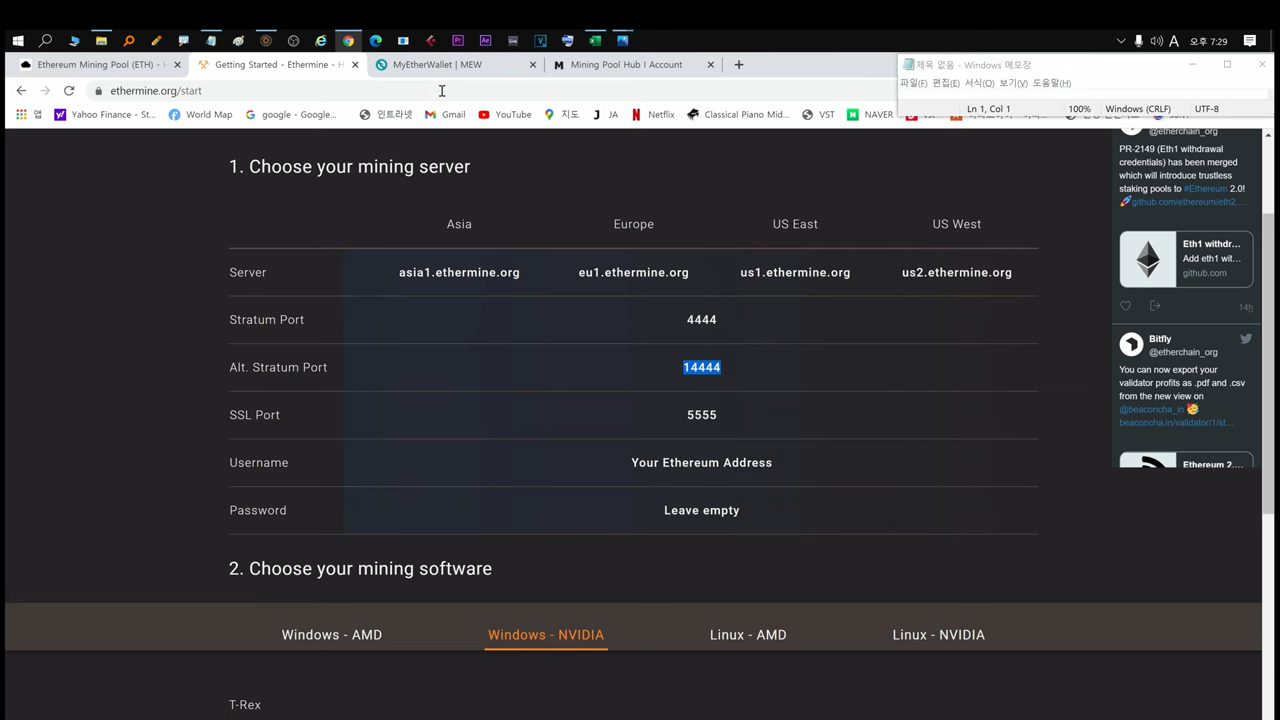 오후 7:29
Ethereum Mining Pool (ETH) - H
Getting Started - Ethermine - H
MyEtherWallet | MEW
Mining Pool Hub I Account
제목 없음 - Windows 메모장
파일(F) 편집(E) 서식(O) 보기(V) 도움말(H)
Ln 1, Col 1 100% Windows (CRLF) UTF-8
ethermine.org/start
앱 Yahoo Finance - St... World Map google - Google... 인트라넷 Gmail YouTube 지도 JA Netflix Classical Piano Mid... VST NAVER
1. Choose your mining server
Asia Europe US East US West
Server asia1.ethermine.org eu1.ethermine.org us1.ethermine.org us2.ethermine.org
Stratum Port 4444
Alt. Stratum Port 14444
SSL Port 5555
Username Your Ethereum Address
Password Leave empty
2. Choose your mining software
Windows - AMD Windows - NVIDIA Linux - AMD Linux - NVIDIA
T-Rex
@etherchain_org
PR-2149 (Eth1 withdrawal
credentials) has been merged
which will introduce trustless
staking pools to #Ethereum 2.0!
github.com/ethereum/eth2....
Eth1 withdr...
Add eth1 wit...
github.com
14h
Bitfly
@etherchain_org
You can now export your
validator profits as .pdf and .csv
from the new view on
@beaconcha_in
beaconcha.in/validator/1/st...
Ethereum 2....